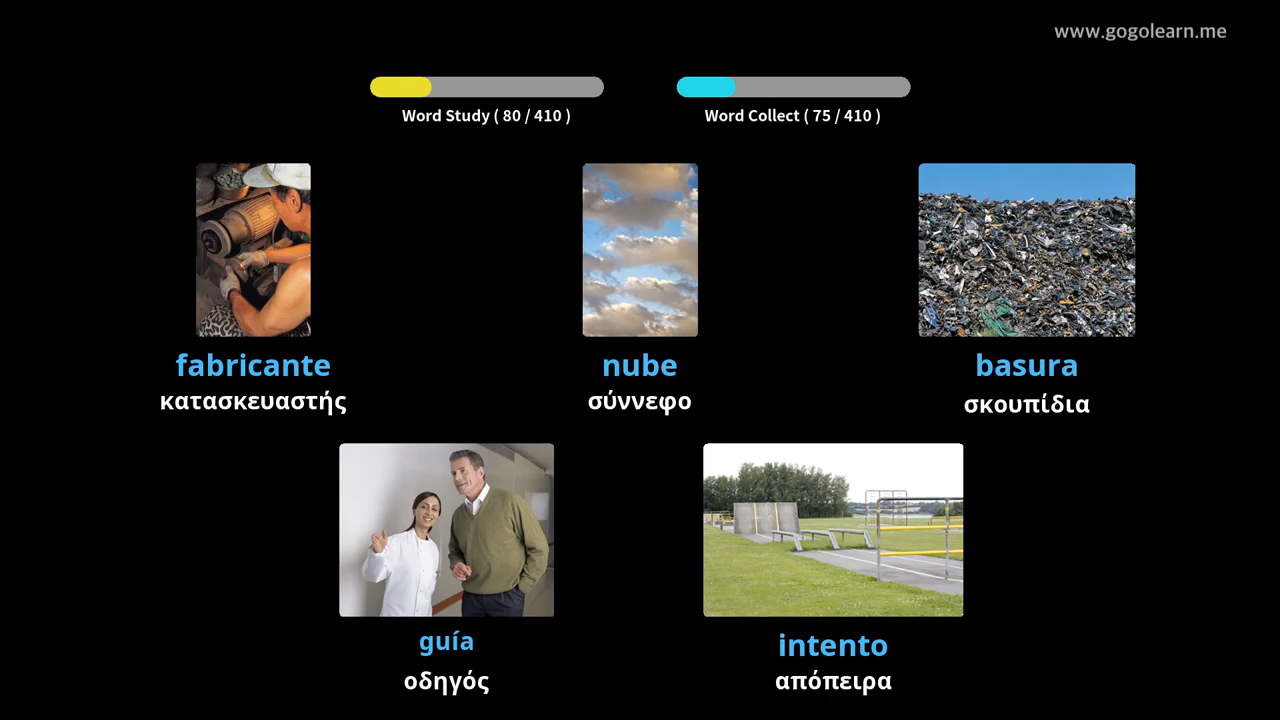 www.gogolearn.me
Word Study ( 80 / 410 )
Word Collect ( 75 / 410 )
fabricante
κατασκευαστής
nube
σύννεφο
basura
σκουπίδια
guía
οδηγός
intento
απόπειρα